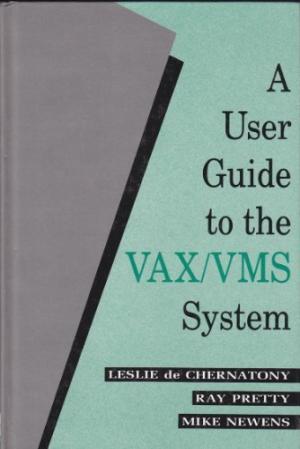 A
User
Guide
to the
VAX/VMS
System
LESLIE de CHERNATONY
RAY PRETTY
MIKE NEWENS